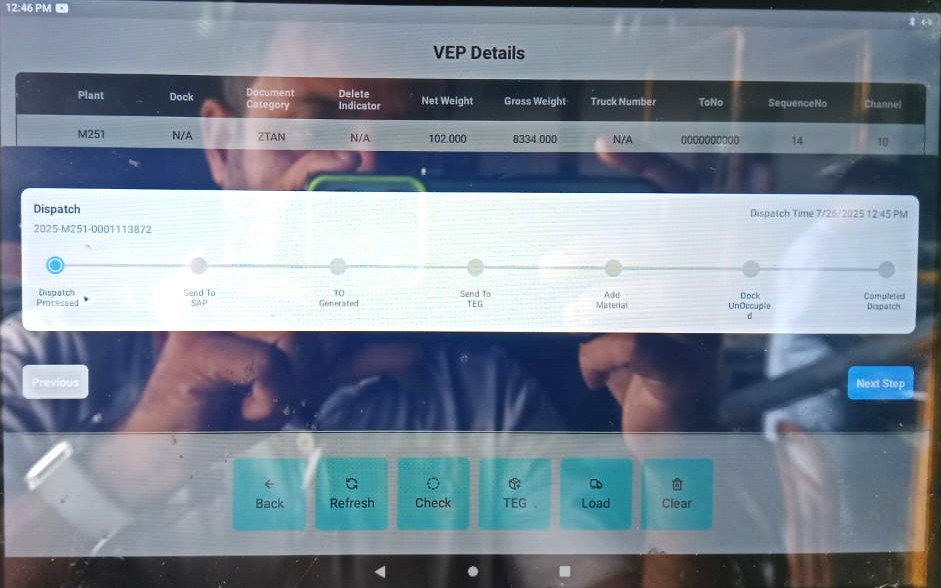 12:46 PM
VEP Details
Plant Dock Document Category Delete Indicator Net Weight Gross Weight Truck Number ToNo SequenceNo Channel
M251 N/A ZTAN N/A 102.000 8334.000 N/A 0000000000 14 10
Dispatch
Dispatch Time 7/26/2025 12:45 PM
2025-M251-0001113872
Dispatch Processed
Send To SAP
TO Generated
Send To TEG
Add Material
Dock UnOccupied
Completed Dispatch
Previous
Next Step
Back Refresh Check TEG Load Clear